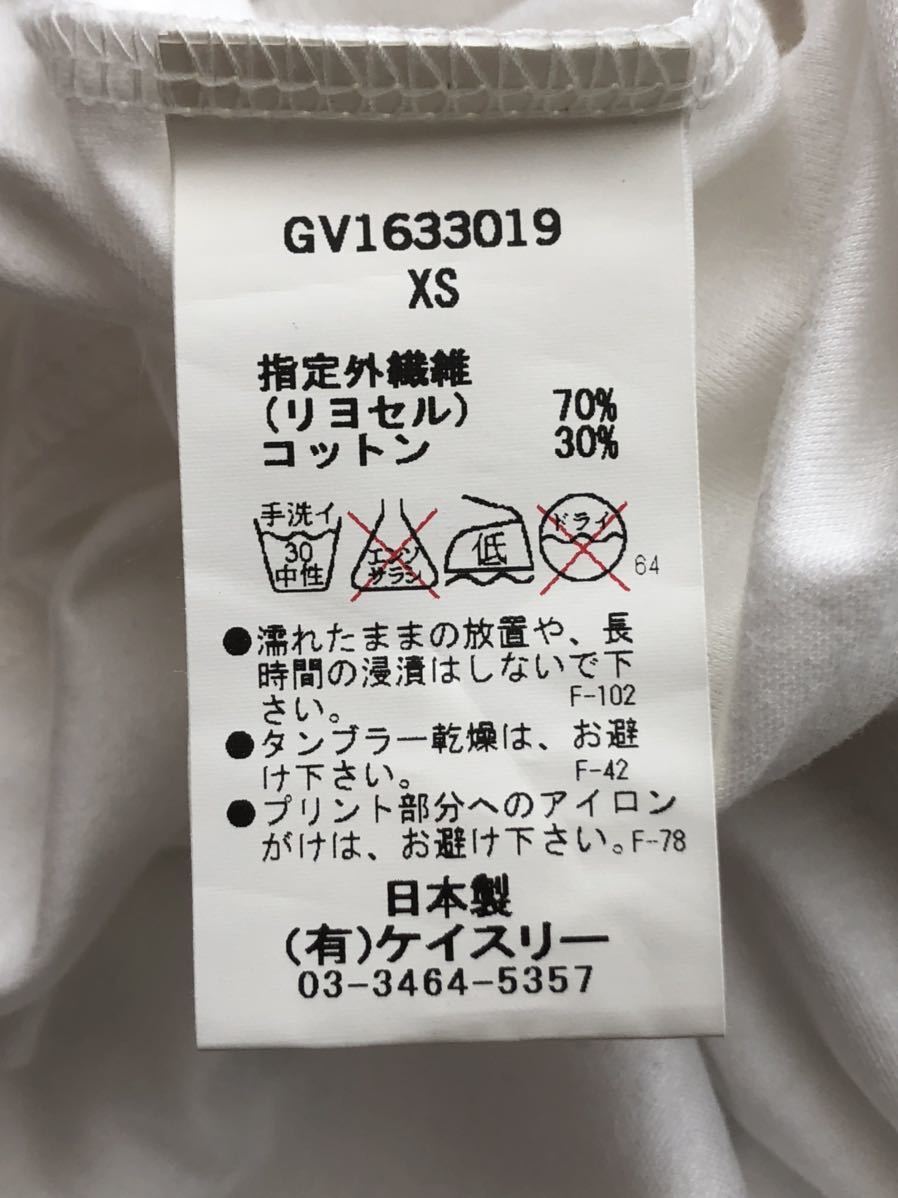 GV1633019
XS
指定外繊維
(リヨセル) 70%
コットン 30%
手洗イ
30
中性
エンソ
サラシ
低
ドライ
64
●濡れたままの放置や、長
時間の浸漬はしないで下
さい。 F-102
●タンブラー乾燥は、お避
け下さい。 F-42
●プリント部分へのアイロン
がけは、お避け下さい。F-78
日本製
(有)ケイスリー
03-3464-5357